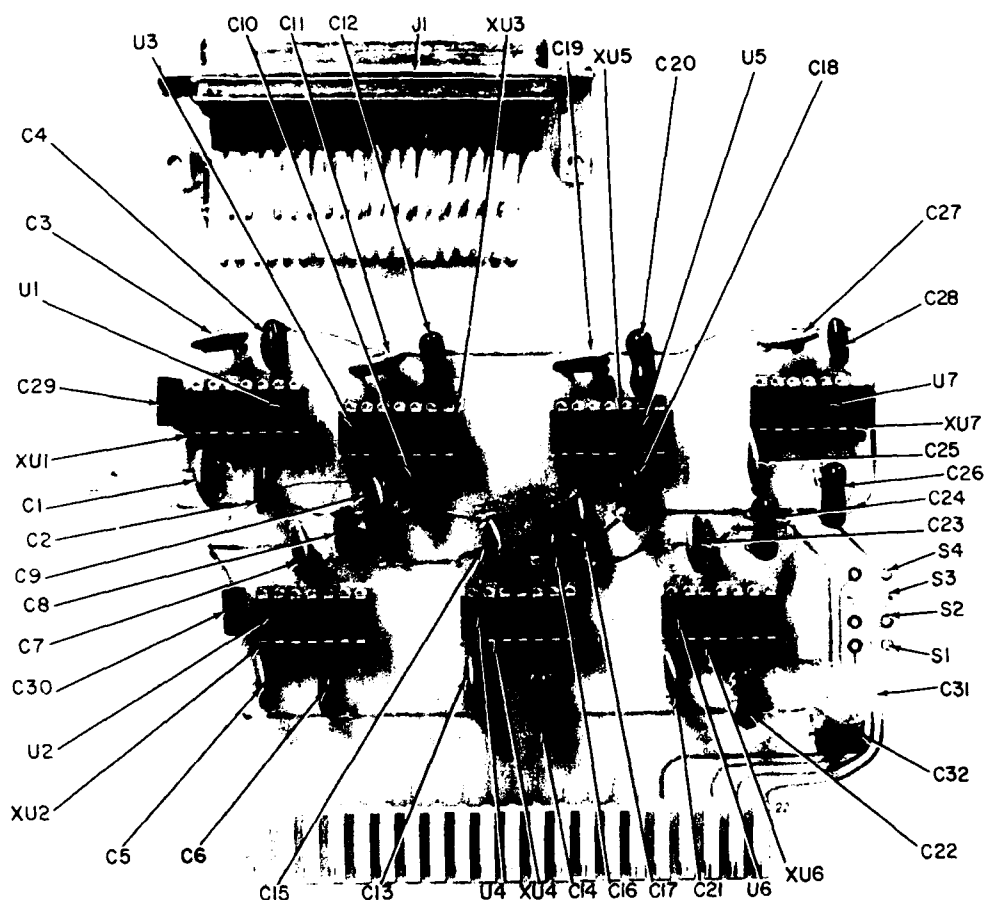 C10 C11 C12 J1 XU3
U3 C19 XU5 C20 U5 C18
C4
C3 C27
U1 C28
C29 U7
XU1 XU7
C1 C25
C2 C26
C9 C24
C8 C23
C7 S4
C30 S3
U2 S2
XU2 S1
C5 C31
C6 C32
C15 C13 U4 XU4 C14 C16 C17 C21 U6 XU6 C22
22